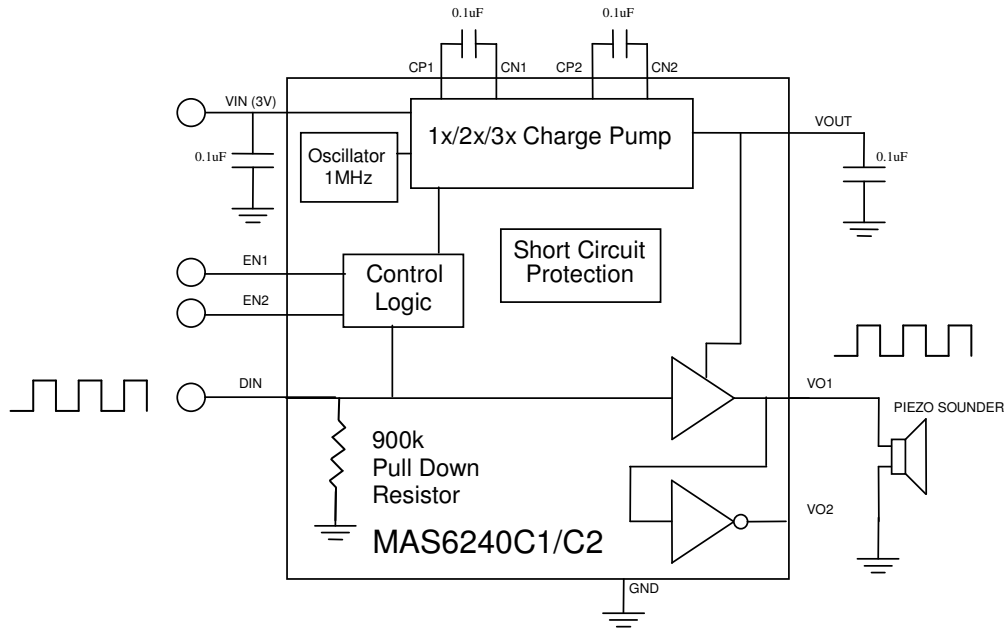 0.1uF
0.1uF
CP1
CN1
CP2
CN2
VIN (3V)
1x/2x/3x Charge Pump
VOUT
0.1uF
Oscillator
1MHz
0.1uF
Short Circuit
Protection
EN1
Control
Logic
EN2
DIN
VO1
PIEZO SOUNDER
900k
Pull Down
Resistor
VO2
MAS6240C1/C2
GND